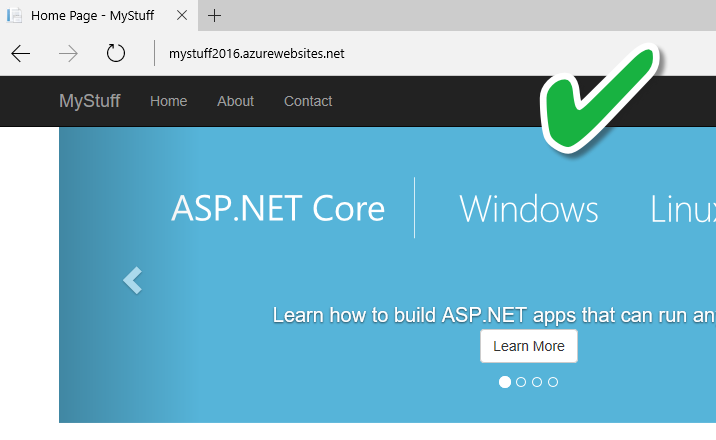 Home Page - MyStuff
mystuff2016.azurewebsites.net
MyStuff Home About Contact
ASP.NET Core Windows Linux
Learn how to build ASP.NET apps that can run an
Learn More